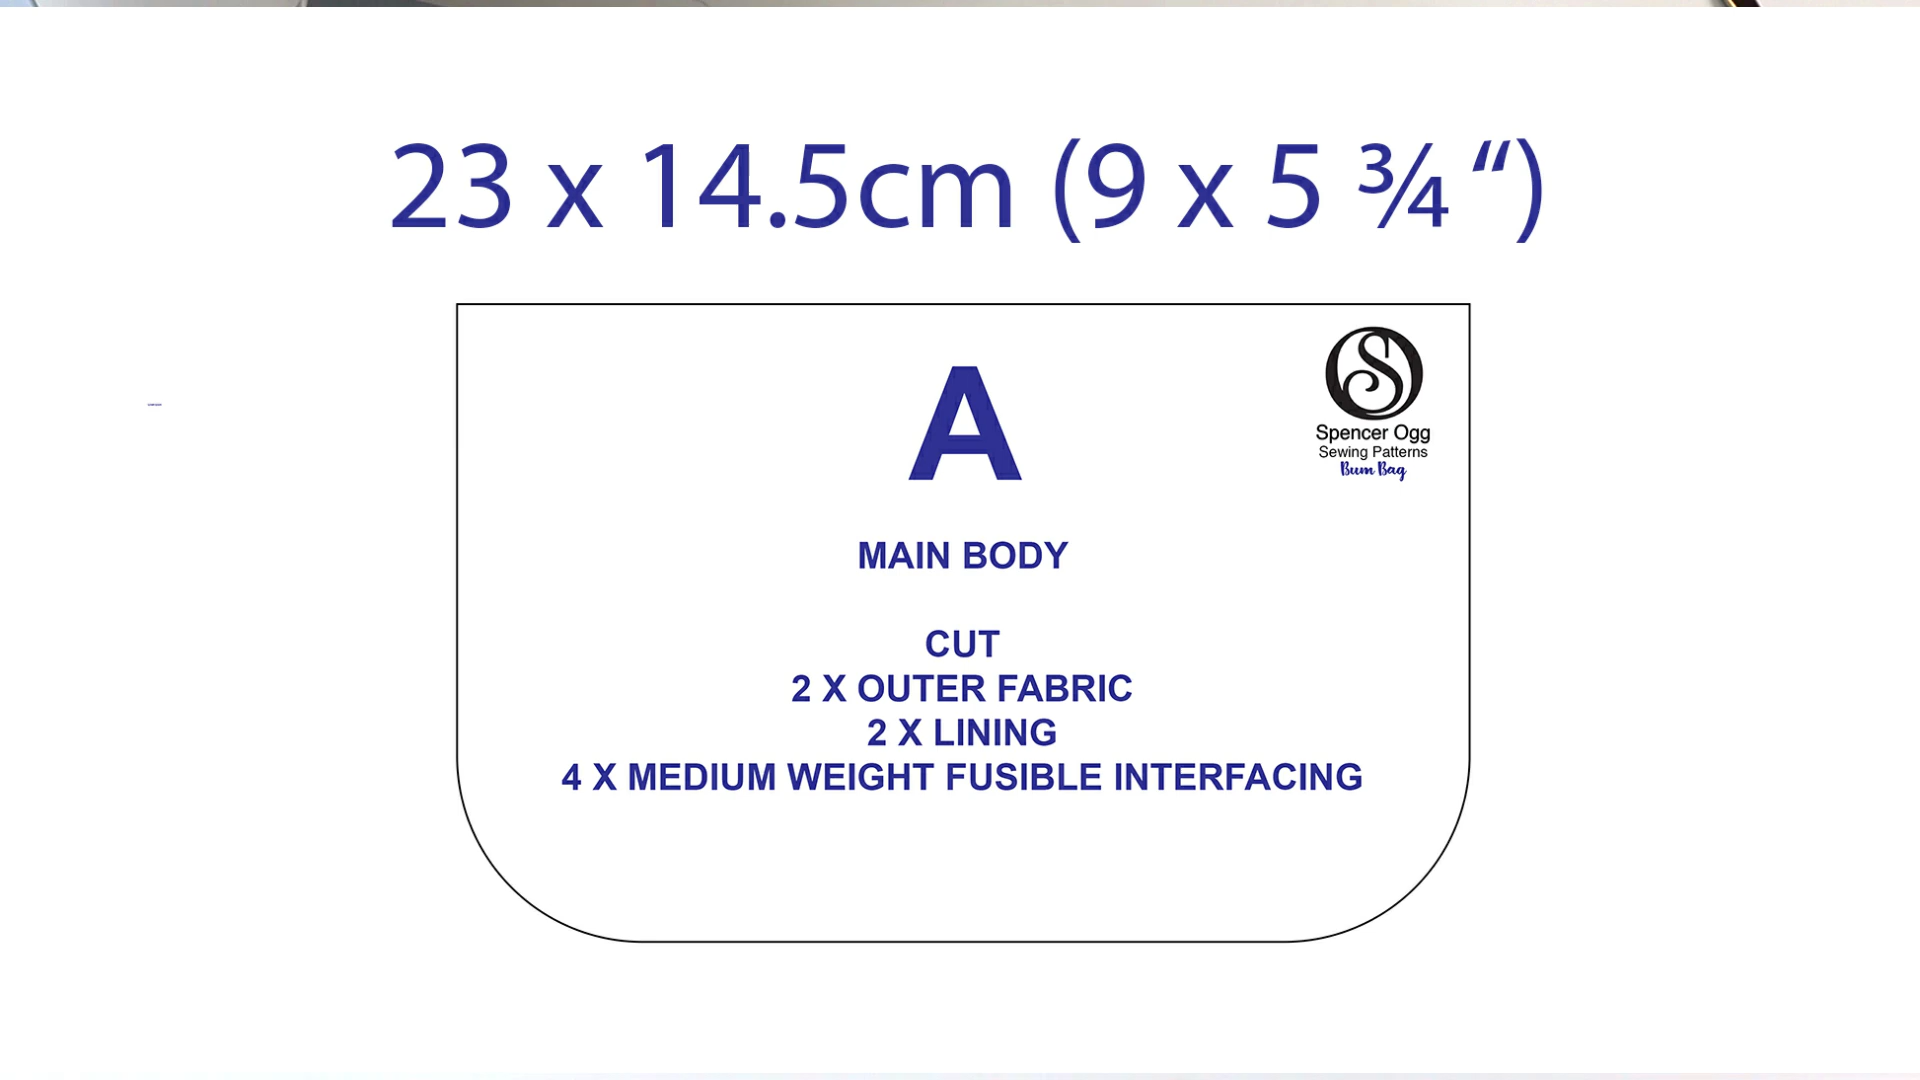 23 x 14.5cm (9 x 5 ¾ “)
A
Spencer Ogg
Sewing Patterns
Bum Bag
MAIN BODY
CUT
2 X OUTER FABRIC
2 X LINING
4 X MEDIUM WEIGHT FUSIBLE INTERFACING